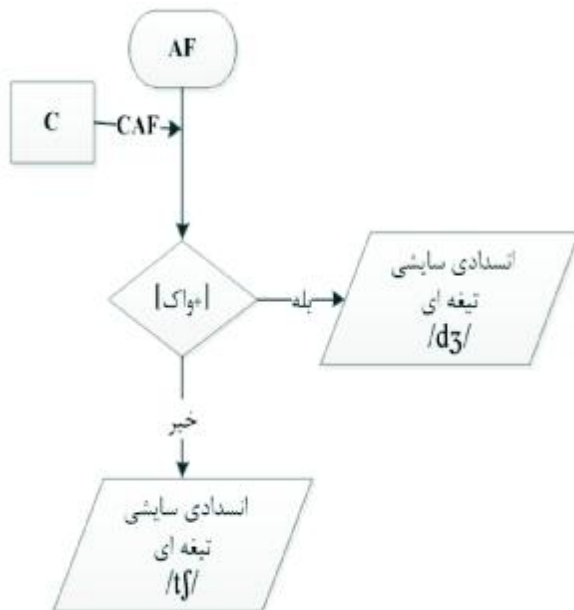 AF
C
CAF
|+واک|
بله
انسدادی سایشی
تیغه ای
/dʒ/
خیر
انسدادی سایشی
تیغه ای
/tʃ/